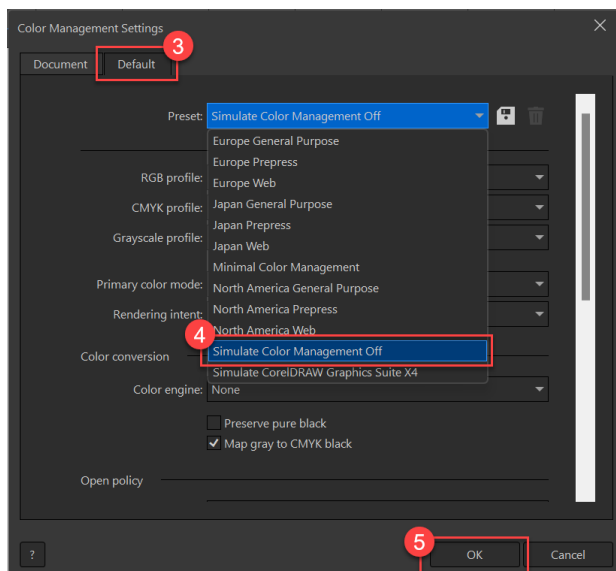 Color Management Settings
3
Document Default
Preset: Simulate Color Management Off
Europe General Purpose
Europe Prepress
Europe Web
RGB profile:
Japan General Purpose
CMYK profile:
Japan Prepress
Grayscale profile:
Japan Web
Minimal Color Management
Primary color mode:
North America General Purpose
Rendering intent:
North America Prepress
4
North America Web
Simulate Color Management Off
Color conversion
Simulate CorelDRAW Graphics Suite X4
Color engine: None
Preserve pure black
Map gray to CMYK black
Open policy
5
? OK Cancel